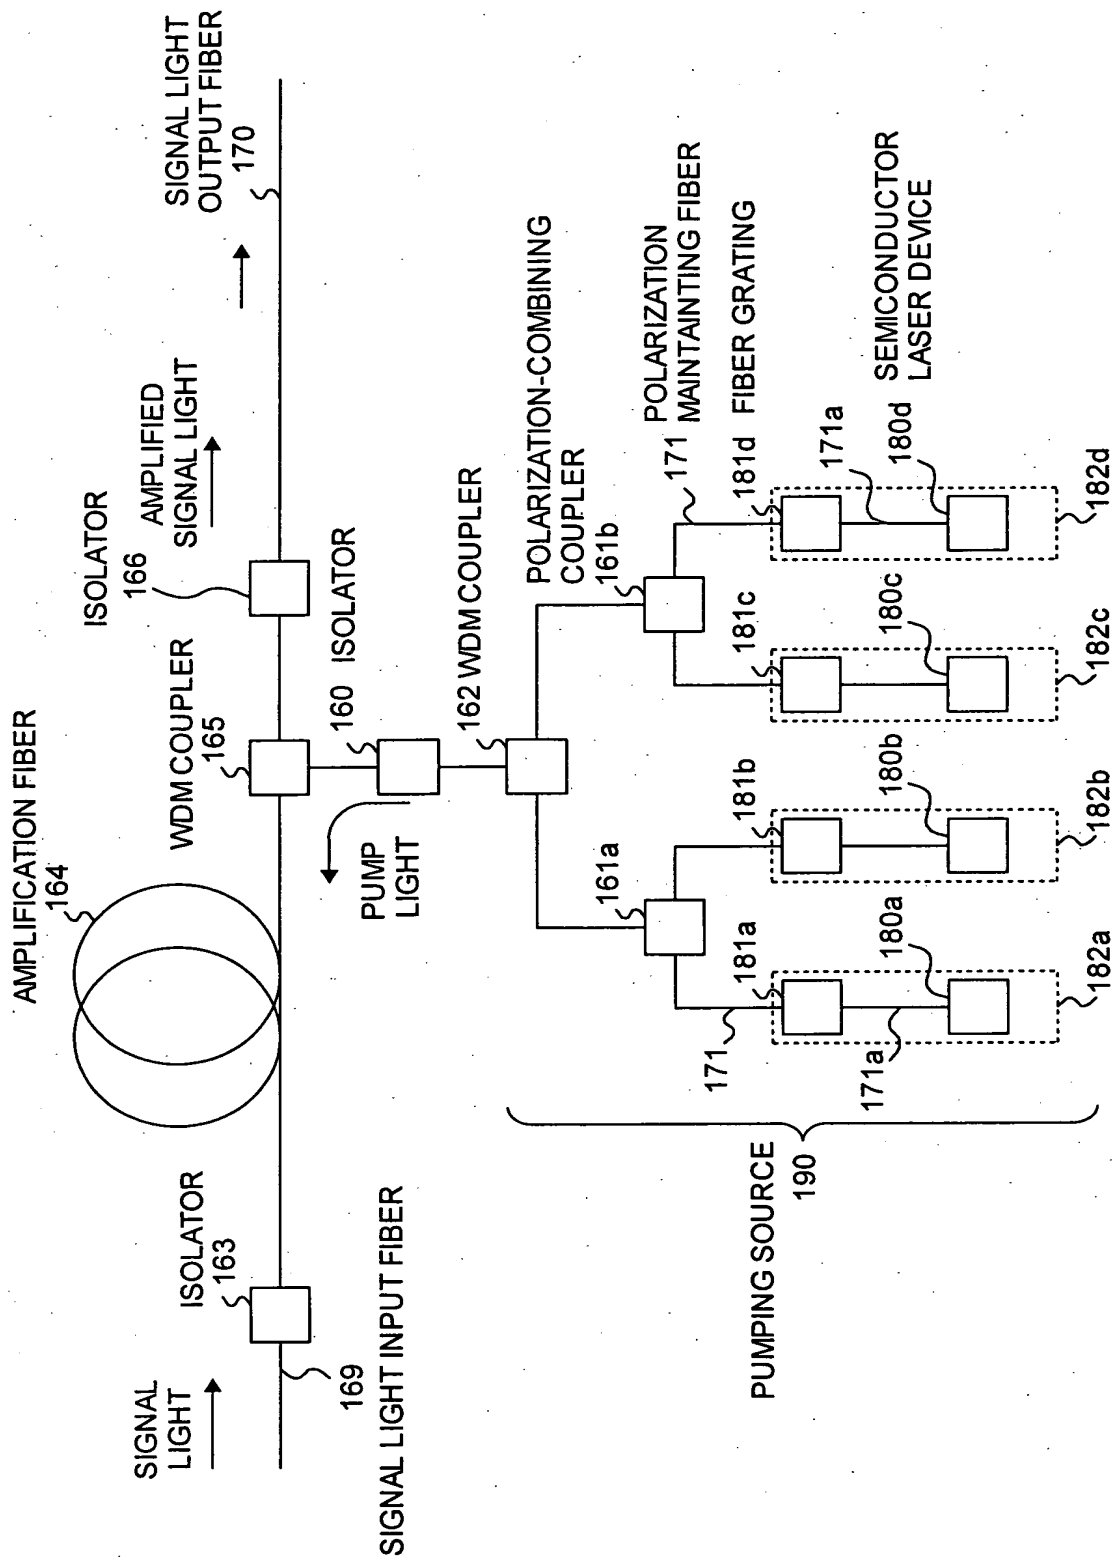 AMPLIFICATION FIBER
164
SIGNAL
LIGHT
ISOLATOR
163
169
SIGNAL LIGHT INPUT FIBER
WDM COUPLER
165
ISOLATOR
166
AMPLIFIED
SIGNAL LIGHT
SIGNAL LIGHT
OUTPUT FIBER
170
PUMP
LIGHT
160 ISOLATOR
162 WDM COUPLER
POLARIZATION-COMBINING
COUPLER
161a
161b
POLARIZATION
MAINTAINTING FIBER
171
171
181a
181b
181c
181d FIBER GRATING
171a
171a
180a
180b
180c
180d
SEMICONDUCTOR
LASER DEVICE
182a
182b
182c
182d
PUMPING SOURCE
190